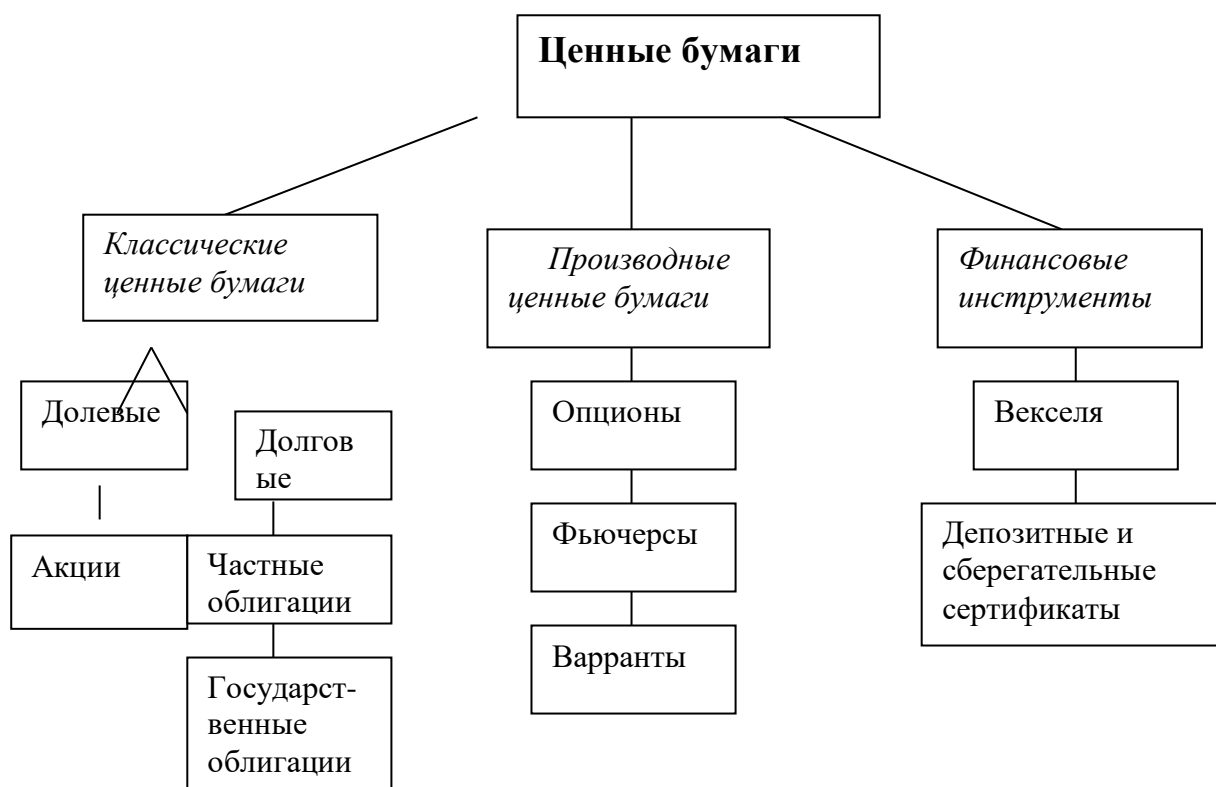 Ценные бумаги
Классические
ценные бумаги
Производные
ценные бумаги
Финансовые
инструменты
Долевые
Долгов
ые
Опционы
Векселя
Акции
Частные
облигации
Фьючерсы
Депозитные и
сберегательные
сертификаты
Государст-
венные
облигации
Варранты